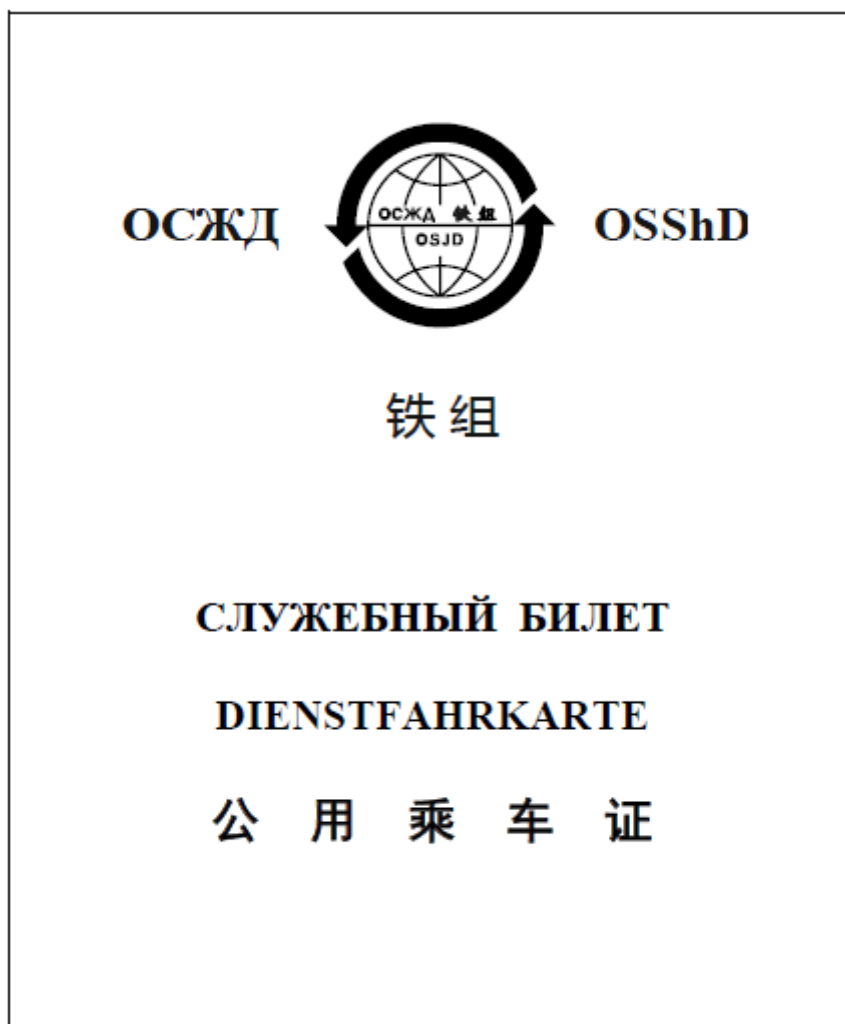 ОСЖД
ОСЖД 铁组
OSJD
OSShD
铁组
СЛУЖЕБНЫЙ БИЛЕТ
DIENSTFAHRKARTE
公用乘车证